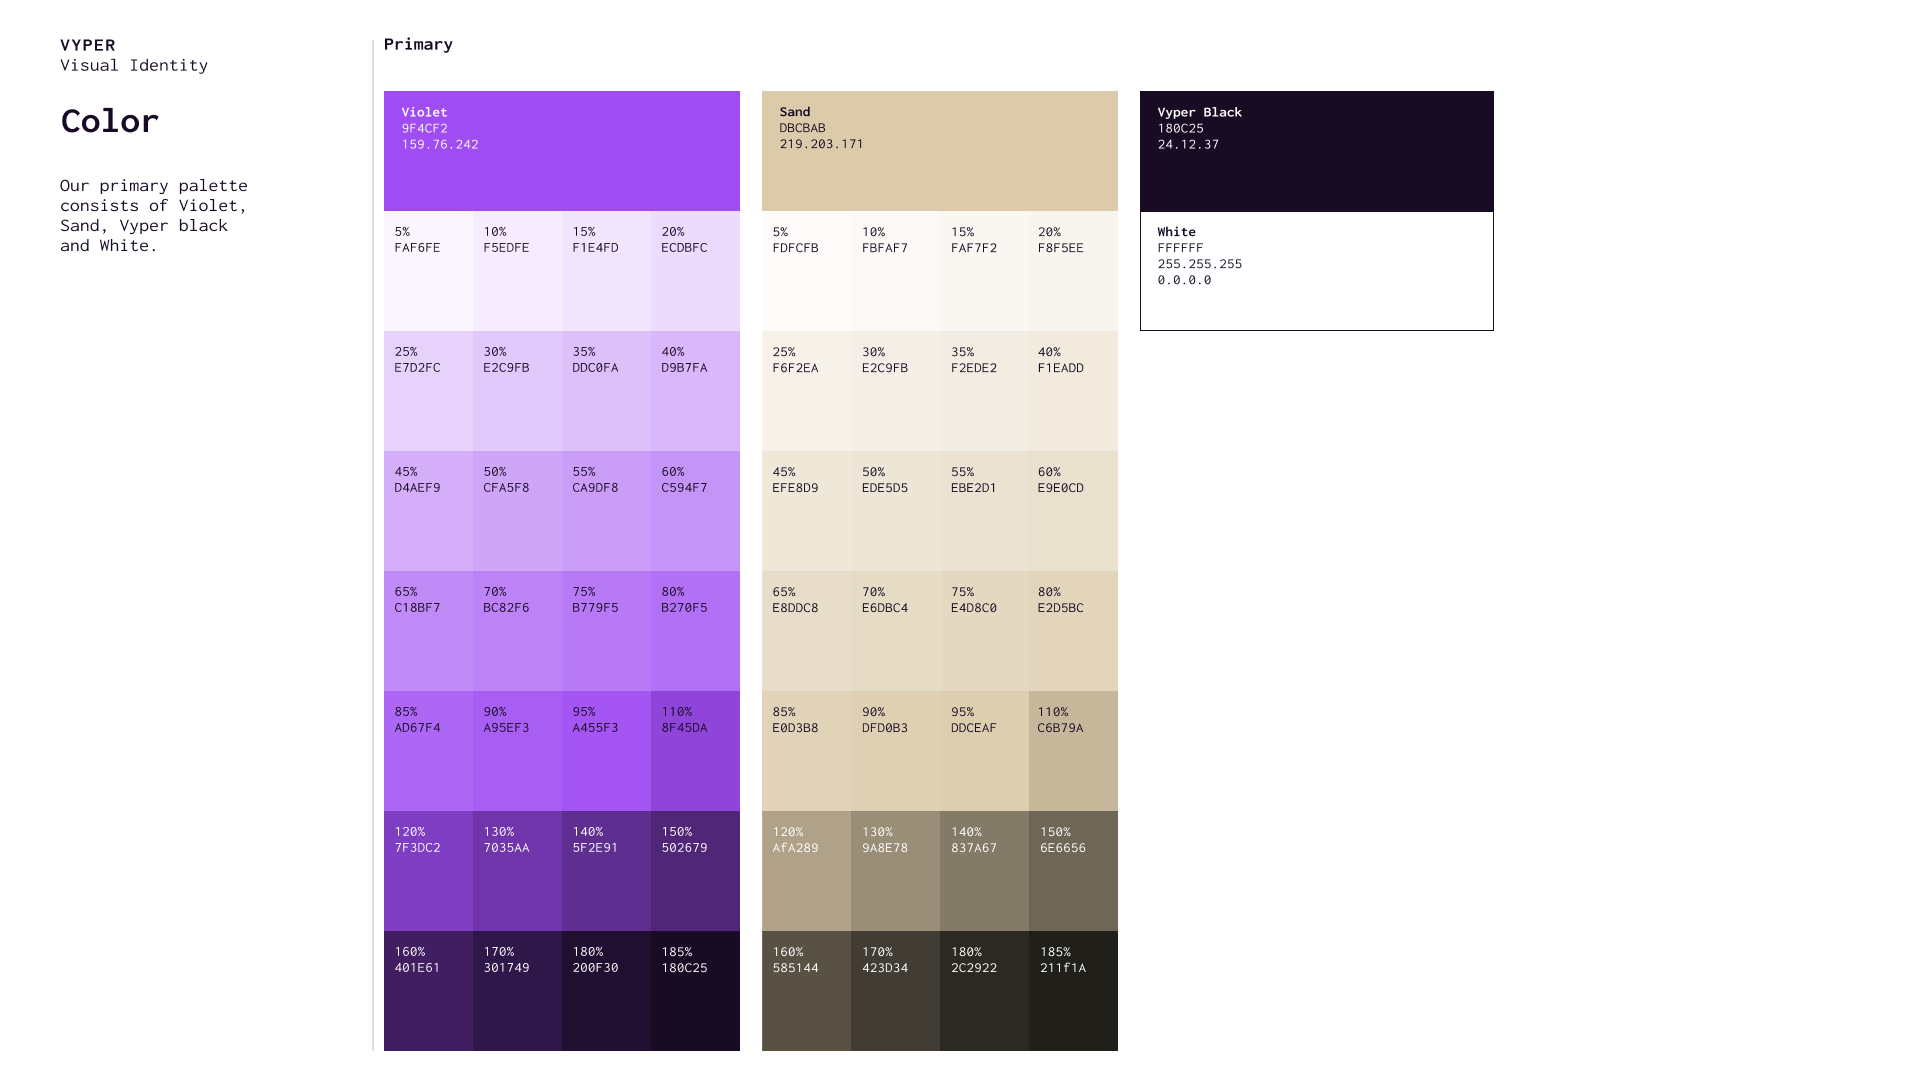 VYPER
Visual Identity
Color
Our primary palette
consists of Violet,
Sand, Vyper black
and White.
Primary
Violet
9F4CF2
159.76.242
5%
FAF6FE
10%
F5EDFE
15%
F1E4FD
20%
ECDBFC
25%
E7D2FC
30%
E2C9FB
35%
DDC0FA
40%
D9B7FA
45%
D4AEF9
50%
CFA5F8
55%
CA9DF8
60%
C594F7
65%
C18BF7
70%
BC82F6
75%
B779F5
80%
B270F5
85%
AD67F4
90%
A95EF3
95%
A455F3
110%
8F45DA
120%
7F3DC2
130%
7035AA
140%
5F2E91
150%
502679
160%
401E61
170%
301749
180%
200F30
185%
180C25
Sand
DBCBAB
219.203.171
5%
FDFCFB
10%
FBFAF7
15%
FAF7F2
20%
F8F5EE
25%
F6F2EA
30%
E2C9FB
35%
F2EDE2
40%
F1EADD
45%
EFE8D9
50%
EDE5D5
55%
EBE2D1
60%
E9E0CD
65%
E8DDC8
70%
E6DBC4
75%
E4D8C0
80%
E2D5BC
85%
E0D3B8
90%
DFD0B3
95%
DDCEAF
110%
C6B79A
120%
AfA289
130%
9A8E78
140%
837A67
150%
6E6656
160%
585144
170%
423D34
180%
2C2922
185%
211f1A
Vyper Black
180C25
24.12.37
White
FFFFFF
255.255.255
0.0.0.0